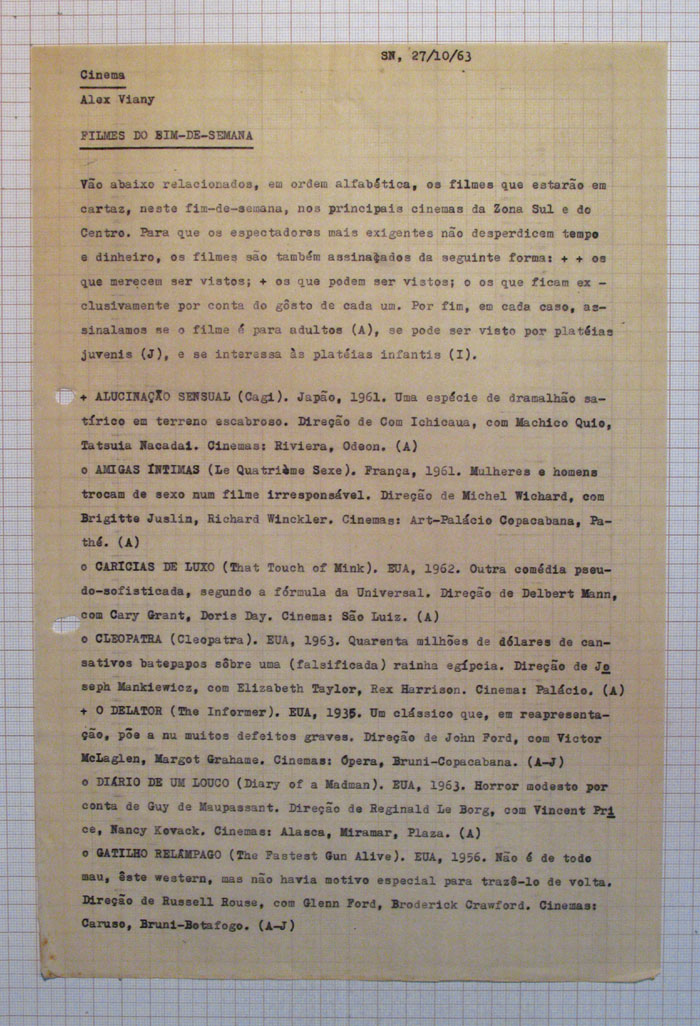 SN, 27/10/63
Cinema
Alex Viany
FILMES DO BIM-DE-SEMANA
Vão abaixo relacionados, em ordem alfabética, os filmes que estarão em
cartaz, neste fim-de-semana, nos principais cinemas da Zona Sul e do
Centro. Para que os espectadores mais exigentes não desperdicem tempo
e dinheiro, os filmes são também assinaçados da seguinte forma: + + os
que merecem ser vistos; + os que podem ser vistos; o os que ficam ex -
clusivamente por conta do gôsto de cada um. Por fim, em cada caso, as-
sinalamos se o filme é para adultos (A), se pode ser visto por platéias
juvenis (J), e se interessa às platéias infantis (I).
+ ALUCINAÇÃO SENSUAL (Cagi). Japão, 1961. Uma espécie de dramalhão sa-
tírico em terreno escabroso. Direção de Com Ichicaua, com Machico Quio,
Tatsuia Nacadai. Cinemas: Riviera, Odeon. (A)
o AMIGAS ÍNTIMAS (Le Quatrième Sexe). França, 1961. Mulheres e homens
trocam de sexo num filme irresponsável. Direção de Michel Wichard, com
Brigitte Juslin, Richard Winckler. Cinemas: Art-Palácio Copacabana, Pa-
thé. (A)
o CARICIAS DE LUXO (That Touch of Mink). EUA, 1962. Outra comédia pseu-
do-sofisticada, segundo a fórmula da Universal. Direção de Delbert Mann,
com Cary Grant, Doris Day. Cinema: São Luiz. (A)
o CLEOPATRA (Cleopatra). EUA, 1963. Quarenta milhões de dólares de can-
sativos batepapos sôbre uma (falsificada) rainha egípcia. Direção de Jo
seph Mankiewicz, com Elizabeth Taylor, Rex Harrison. Cinema: Palácio. (A)
+ O DELATOR (The Informer). EUA, 1935. Um clássico que, em reapresenta-
ção, põe a nu muitos defeitos graves. Direção de John Ford, com Victor
McLaglen, Margot Grahame. Cinemas: Ópera, Bruni-Copacabana. (A-J)
o DIÁRIO DE UM LOUCO (Diary of a Madman). EUA, 1963. Horror modesto por
conta de Guy de Maupassant. Direção de Reginald Le Borg, com Vincent Pri
ce, Nancy Kovack. Cinemas: Alasca, Miramar, Plaza. (A)
o GATILHO RELÂMPAGO (The Fastest Gun Alive). EUA, 1956. Não é de todo
mau, êste western, mas não havia motivo especial para trazê-lo de volta.
Direção de Russell Rouse, com Glenn Ford, Broderick Crawford. Cinemas:
Caruso, Bruni-Botafogo. (A-J)